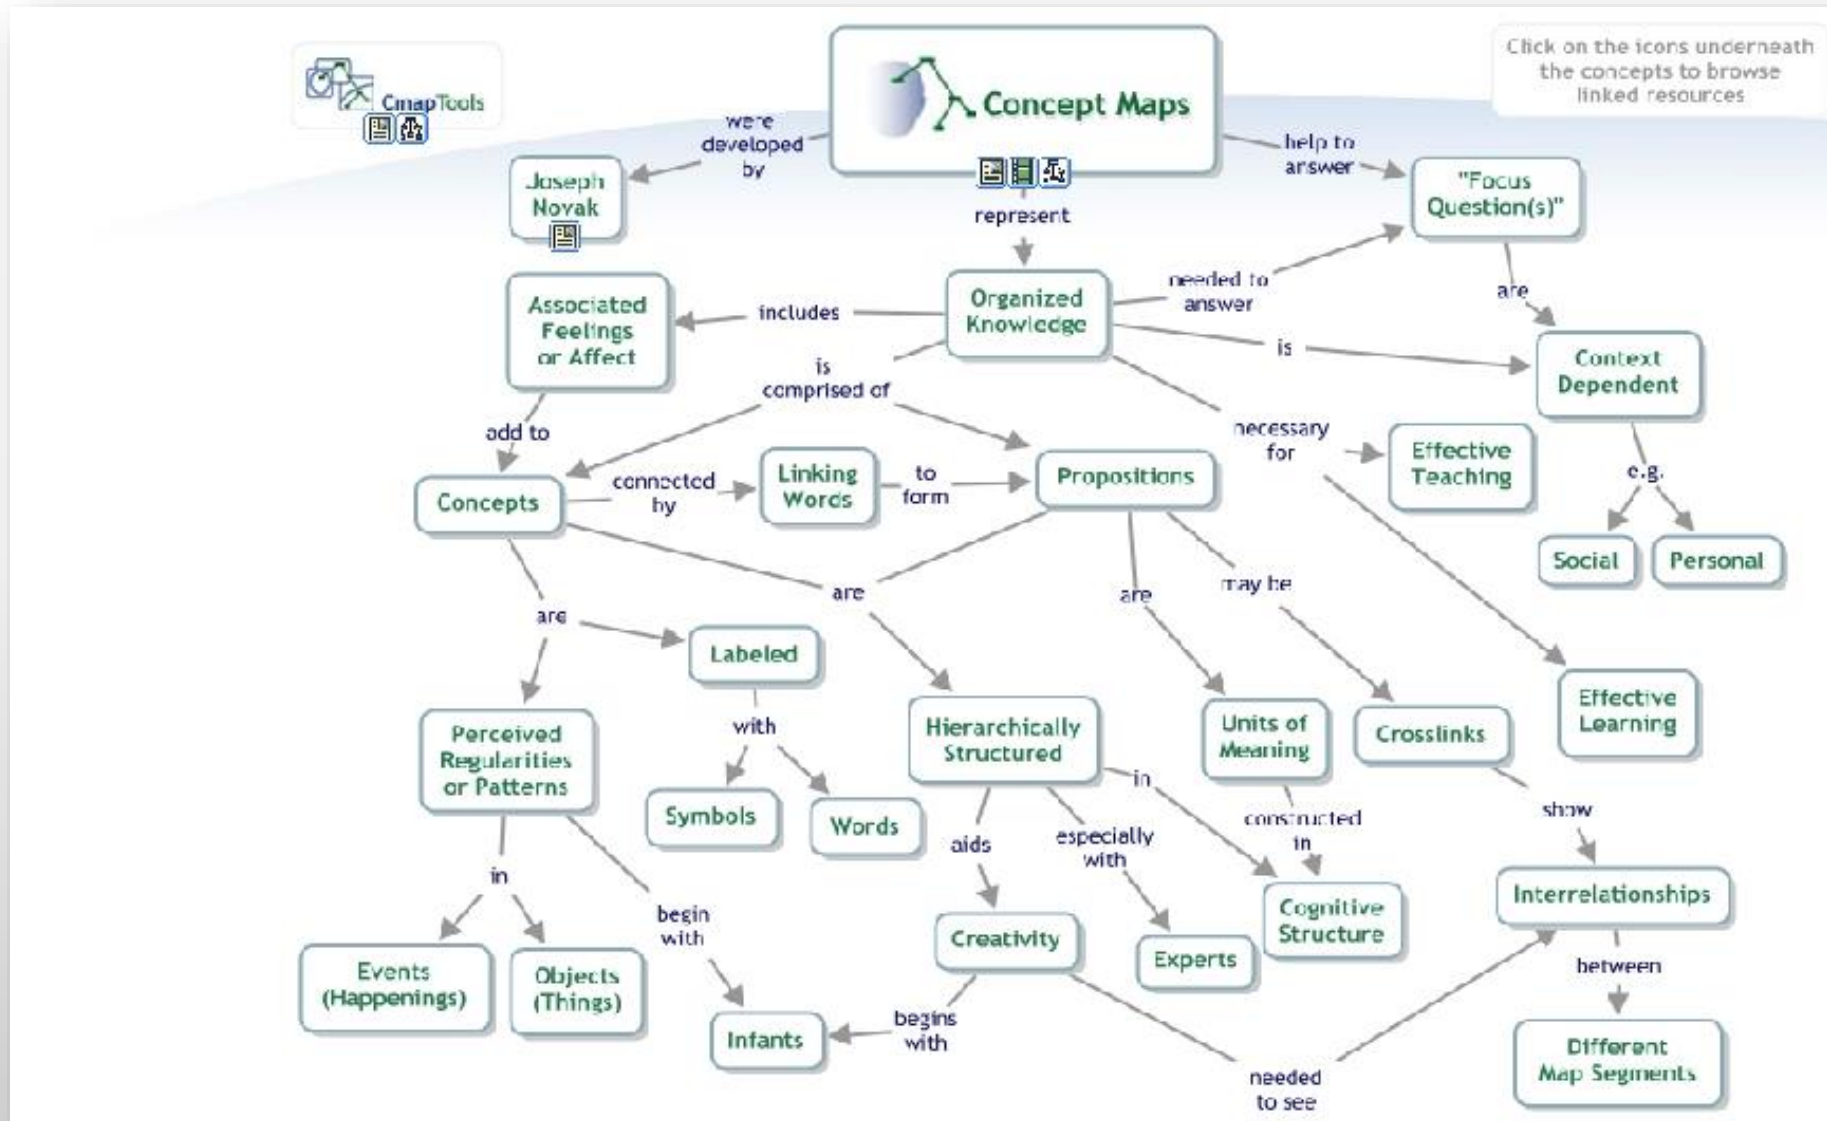 CmapTools
Concept Maps
Click on the icons underneath
the concepts to browse
linked resources
were
developed
by
help to
answer
Joseph
Novak
represent
"Focus
Question(s)"
Associated
Feelings
or Affect
includes
Organized
Knowledge
needed to
answer
are
is
comprised of
is
Context
Dependent
add to
necessary
for
Effective
Teaching
e.g.
Concepts
connected
by
Linking
Words
to
form
Propositions
Social
Personal
are
are
are
may be
Labeled
Effective
Learning
Perceived
Regularities
or Patterns
with
Hierarchically
Structured
Units of
Meaning
Crosslinks
Symbols
Words
in
aids
especially
with
constructed
in
show
in
begin
with
Creativity
Experts
Cognitive
Structure
Interrelationships
Events
(Happenings)
Objects
(Things)
between
Infants
begins
with
needed
to see
Different
Map Segments